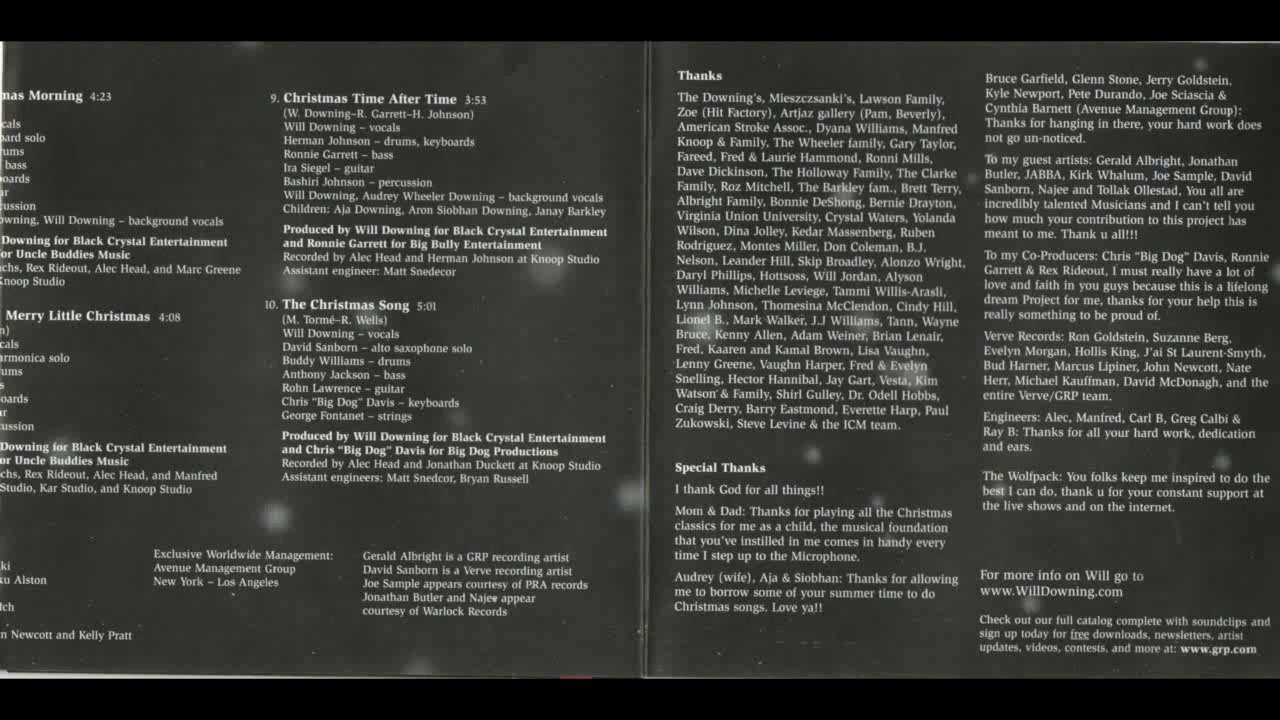 mas Morning 4:23
cals
oard solo
ums
bass
oards
ar
cussion
owning, Will Downing – background vocals
Downing for Black Crystal Entertainment
or Uncle Buddies Music
chs, Rex Rideout, Alec Head, and Marc Greene
Knoop Studio
Merry Little Christmas 4:08
n)
cals
armonica solo
ums
s
oards
ar
ussion
Downing for Black Crystal Entertainment
or Uncle Buddies Music
chs, Rex Rideout, Alec Head, and Manfred
Studio, Kar Studio, and Knoop Studio
ki
ku Alston
lch
n Newcott and Kelly Pratt
9. Christmas Time After Time 3:53
(W. Downing–R. Garrett–H. Johnson)
Will Downing – vocals
Herman Johnson – drums, keyboards
Ronnie Garrett – bass
Ira Siegel – guitar
Bashiri Johnson – percussion
Will Downing, Audrey Wheeler Downing – background vocals
Children: Aja Downing, Aron Siobhan Downing, Janay Barkley
Produced by Will Downing for Black Crystal Entertainment
and Ronnie Garrett for Big Bully Entertainment
Recorded by Alec Head and Herman Johnson at Knoop Studio
Assistant engineer: Matt Snedecor
10. The Christmas Song 5:01
(M. Tormé–R. Wells)
Will Downing – vocals
David Sanborn – alto saxophone solo
Buddy Williams – drums
Anthony Jackson – bass
Rohn Lawrence – guitar
Chris “Big Dog” Davis – keyboards
George Fontanet – strings
Produced by Will Downing for Black Crystal Entertainment
and Chris “Big Dog” Davis for Big Dog Productions
Recorded by Alec Head and Jonathan Duckett at Knoop Studio
Assistant engineers: Matt Snedcor, Bryan Russell
Exclusive Worldwide Management:
Avenue Management Group
New York – Los Angeles
Gerald Albright is a GRP recording artist
David Sanborn is a Verve recording artist
Joe Sample appears courtesy of PRA records
Jonathan Butler and Najee appear
courtesy of Warlock Records
Thanks
The Downing's, Mieszczsanki's, Lawson Family,
Zoe (Hit Factory), Artjaz gallery (Pam, Beverly),
American Stroke Assoc., Dyana Williams, Manfred
Knoop & Family, The Wheeler family, Gary Taylor,
Fareed, Fred & Laurie Hammond, Ronni Mills,
Dave Dickinson, The Holloway Family, The Clarke
Family, Roz Mitchell, The Barkley fam., Brett Terry,
Albright Family, Bonnie DeShong, Bernie Drayton,
Virginia Union University, Crystal Waters, Yolanda
Wilson, Dina Jolley, Kedar Massenberg, Ruben
Rodriguez, Montes Miller, Don Coleman, B.J.
Nelson, Leander Hill, Skip Broadley, Alonzo Wright,
Daryl Phillips, Hottsoss, Will Jordan, Alyson
Williams, Michelle Leviege, Tammi Willis-Arasli,
Lynn Johnson, Thomesina McClendon, Cindy Hill,
Lionel B., Mark Walker, J.J Williams, Tann, Wayne
Bruce, Kenny Allen, Adam Weiner, Brian Lenair,
Fred, Kaaren and Kamal Brown, Lisa Vaughn,
Lenny Greene, Vaughn Harper, Fred & Evelyn
Snelling, Hector Hannibal, Jay Gart, Vesta, Kim
Watson & Family, Shirl Gulley, Dr. Odell Hobbs,
Craig Derry, Barry Eastmond, Everette Harp, Paul
Zukowski, Steve Levine & the ICM team.
Special Thanks
I thank God for all things!!
Mom & Dad: Thanks for playing all the Christmas
classics for me as a child, the musical foundation
that you've instilled in me comes in handy every
time I step up to the Microphone.
Audrey (wife), Aja & Siobhan: Thanks for allowing
me to borrow some of your summer time to do
Christmas songs. Love ya!!
Bruce Garfield, Glenn Stone, Jerry Goldstein,
Kyle Newport, Pete Durando, Joe Sciascia &
Cynthia Barnett (Avenue Management Group):
Thanks for hanging in there, your hard work does
not go un-noticed.
To my guest artists: Gerald Albright, Jonathan
Butler, JABBA, Kirk Whalum, Joe Sample, David
Sanborn, Najee and Tollak Ollestad, You all are
incredibly talented Musicians and I can't tell you
how much your contribution to this project has
meant to me. Thank u all!!!
To my Co-Producers: Chris “Big Dog” Davis, Ronnie
Garrett & Rex Rideout, I must really have a lot of
love and faith in you guys because this is a lifelong
dream Project for me, thanks for your help this is
really something to be proud of.
Verve Records: Ron Goldstein, Suzanne Berg,
Evelyn Morgan, Hollis King, J'ai St Laurent-Smyth,
Bud Harner, Marcus Lipiner, John Newcott, Nate
Herr, Michael Kauffman, David McDonagh, and the
entire Verve/GRP team.
Engineers: Alec, Manfred, Carl B, Greg Calbi &
Ray B: Thanks for all your hard work, dedication
and ears.
The Wolfpack: You folks keep me inspired to do the
best I can do, thank u for your constant support at
the live shows and on the internet.
For more info on Will go to
www.WillDowning.com
Check out our full catalog complete with soundclips and
sign up today for free downloads, newsletters, artist
updates, videos, contests, and more at: www.grp.com